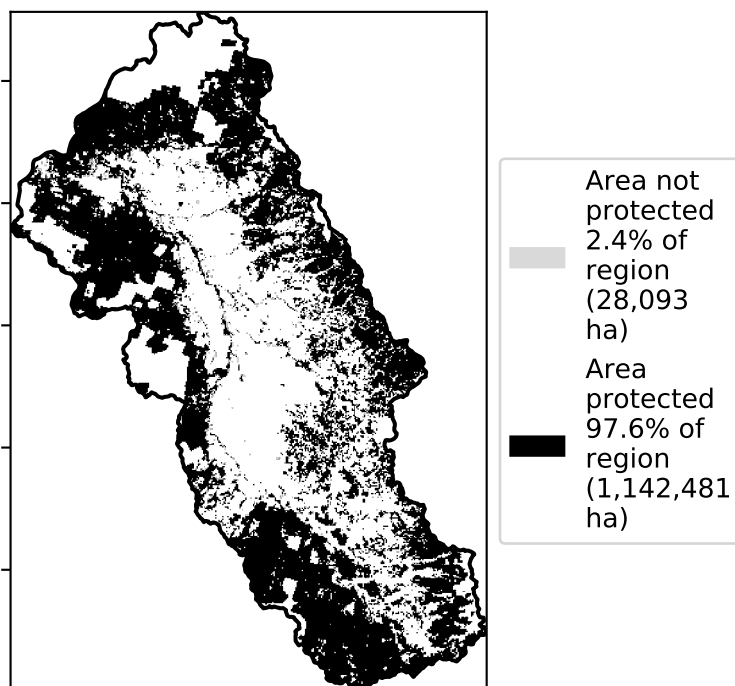 Area not
protected
2.4% of
region
(28,093
ha)
Area
protected
97.6% of
region
(1,142,481
ha)